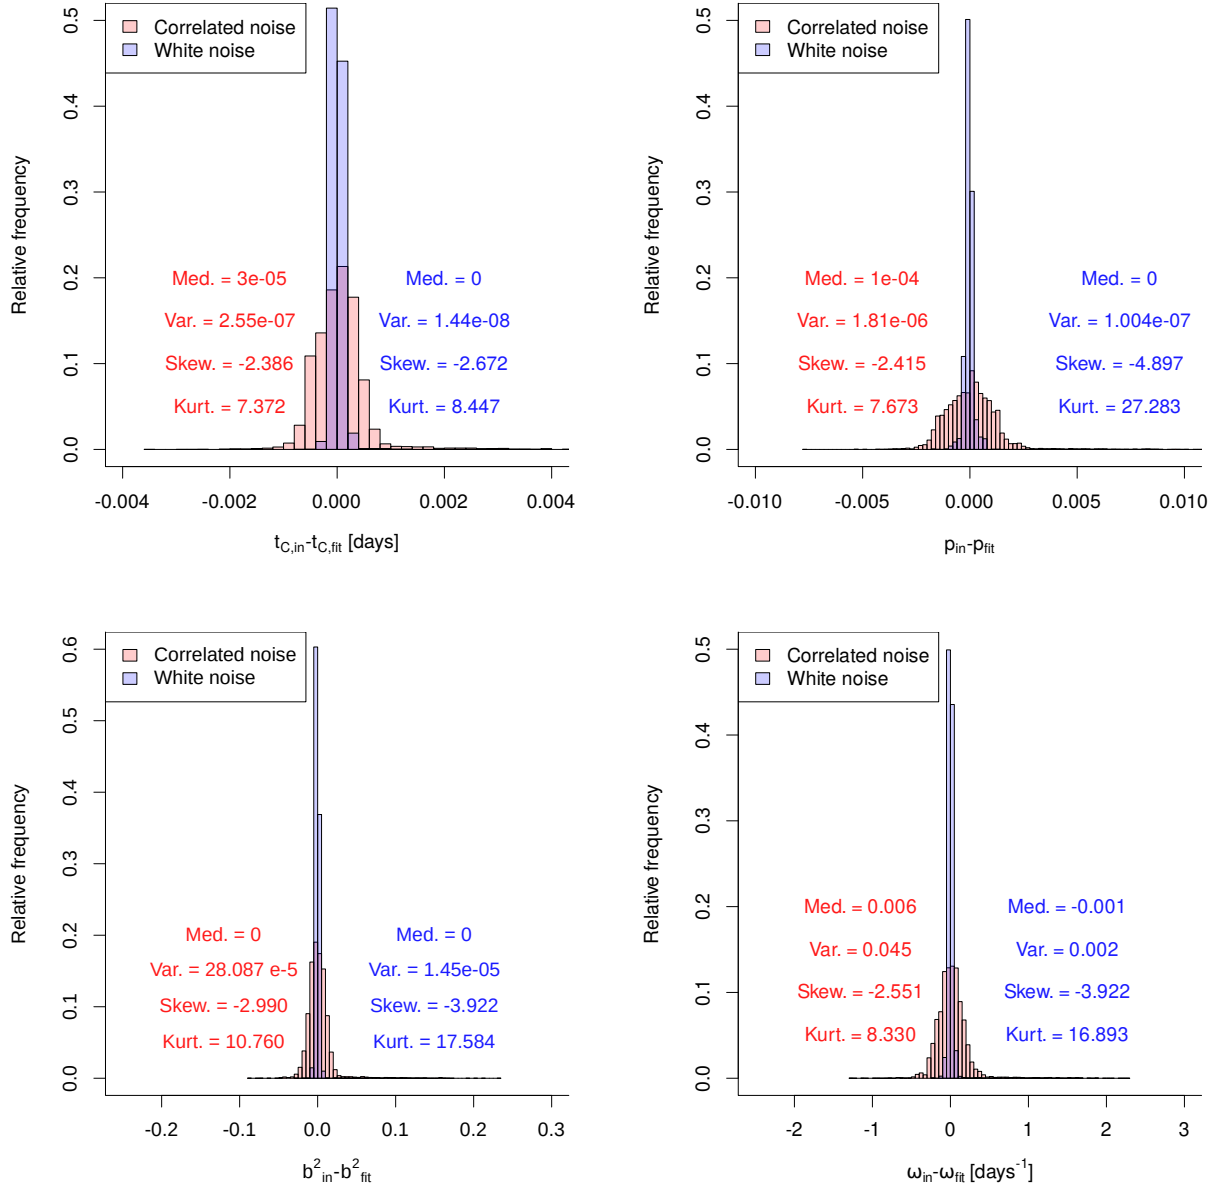 Correlated noise
White noise
Relative frequency
0.5
0.4
0.3
0.2
0.1
0.0
Med. = 3e-05
Var. = 2.55e-07
Skew. = -2.386
Kurt. = 7.372
Med. = 0
Var. = 1.44e-08
Skew. = -2.672
Kurt. = 8.447
-0.004 -0.002 0.000 0.002 0.004
t_C,in-t_C,fit [days]
Correlated noise
White noise
Relative frequency
0.5
0.4
0.3
0.2
0.1
0.0
Med. = 1e-04
Var. = 1.81e-06
Skew. = -2.415
Kurt. = 7.673
Med. = 0
Var. = 1.004e-07
Skew. = -4.897
Kurt. = 27.283
-0.010 -0.005 0.000 0.005 0.010
p_in-p_fit
Correlated noise
White noise
Relative frequency
0.6
0.5
0.4
0.3
0.2
0.1
0.0
Med. = 0
Var. = 28.087 e-5
Skew. = -2.990
Kurt. = 10.760
Med. = 0
Var. = 1.45e-05
Skew. = -3.922
Kurt. = 17.584
-0.2 -0.1 0.0 0.1 0.2 0.3
b²_in-b²_fit
Correlated noise
White noise
Relative frequency
0.5
0.4
0.3
0.2
0.1
0.0
Med. = 0.006
Var. = 0.045
Skew. = -2.551
Kurt. = 8.330
Med. = -0.001
Var. = 0.002
Skew. = -3.922
Kurt. = 16.893
-2 -1 0 1 2 3
ω_in-ω_fit [days⁻¹]